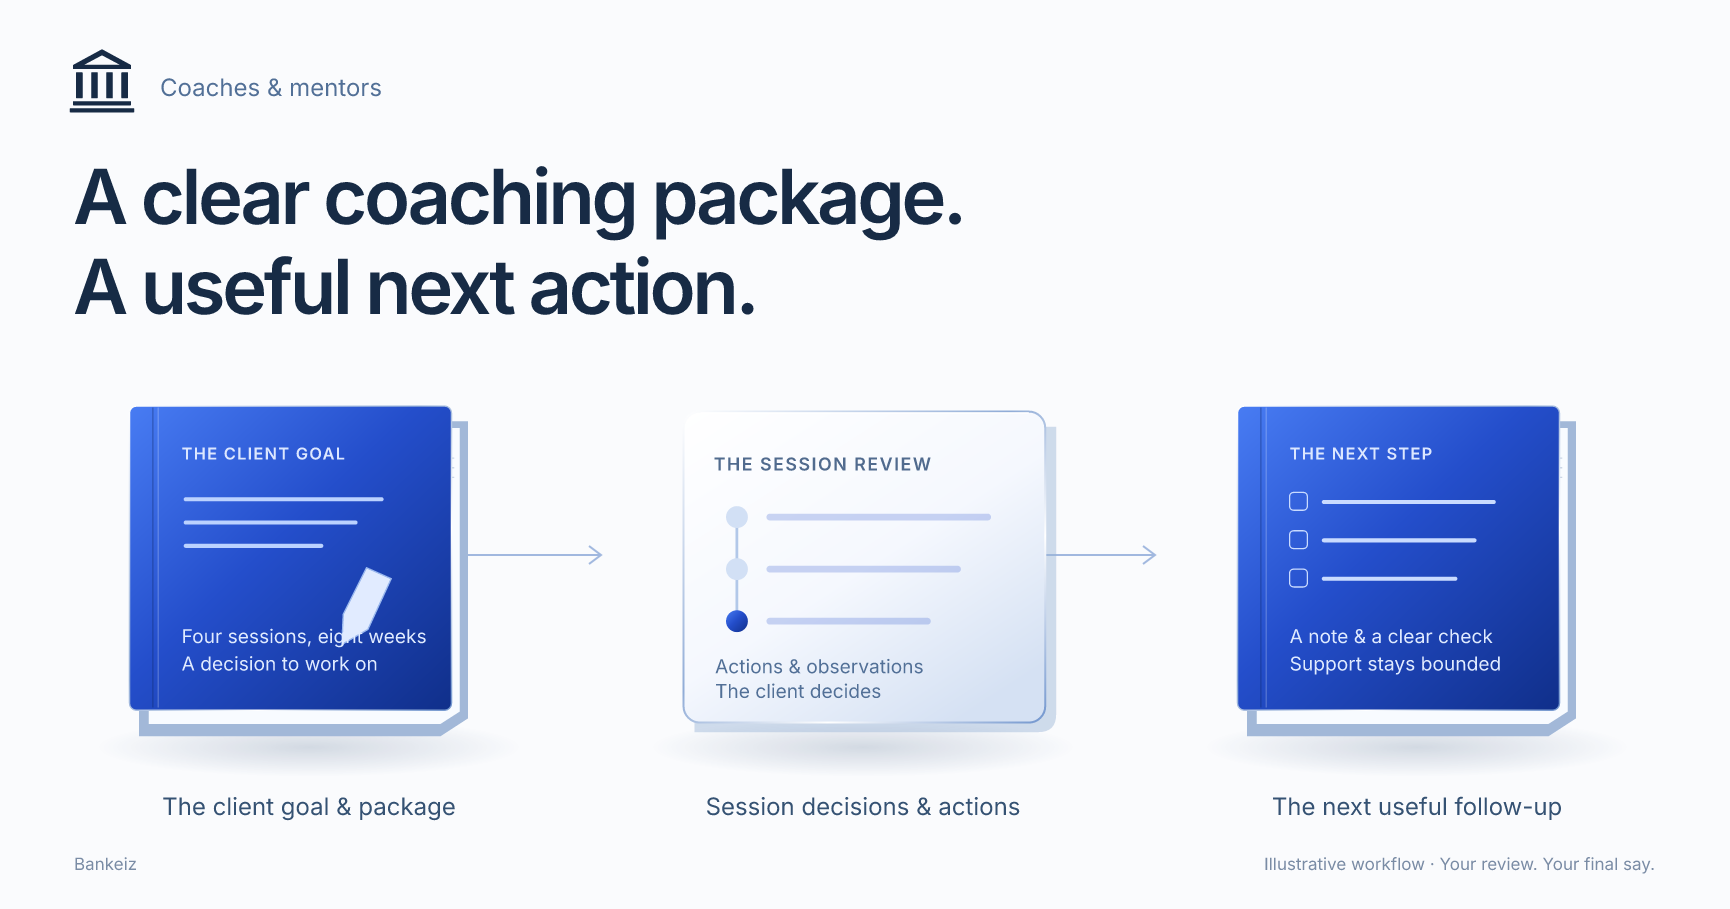 Coaches & mentors
A clear coaching package.
A useful next action.
THE CLIENT GOAL
Four sessions, eight weeks
A decision to work on
THE SESSION REVIEW
Actions & observations
The client decides
THE NEXT STEP
A note & a clear check
Support stays bounded
The client goal & package
Session decisions & actions
The next useful follow-up
Bankeiz
Illustrative workflow · Your review. Your final say.